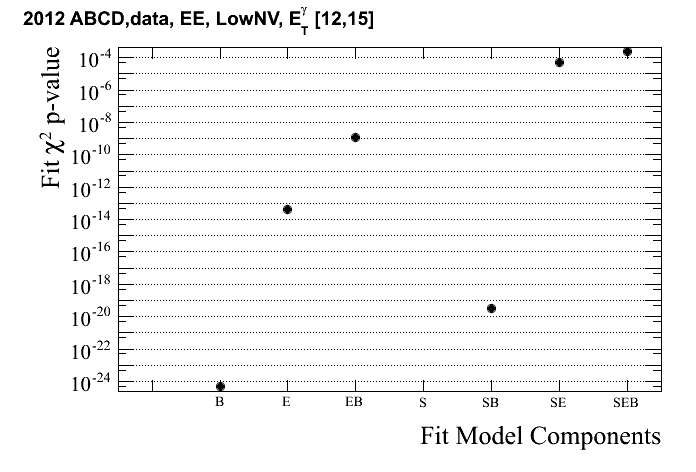 2012 ABCD,data, EE, LowNV, E_T^γ [12,15]
Fit χ² p-value
10⁻⁴
10⁻⁶
10⁻⁸
10⁻¹⁰
10⁻¹²
10⁻¹⁴
10⁻¹⁶
10⁻¹⁸
10⁻²⁰
10⁻²²
10⁻²⁴
B E EB S SB SE SEB
Fit Model Components